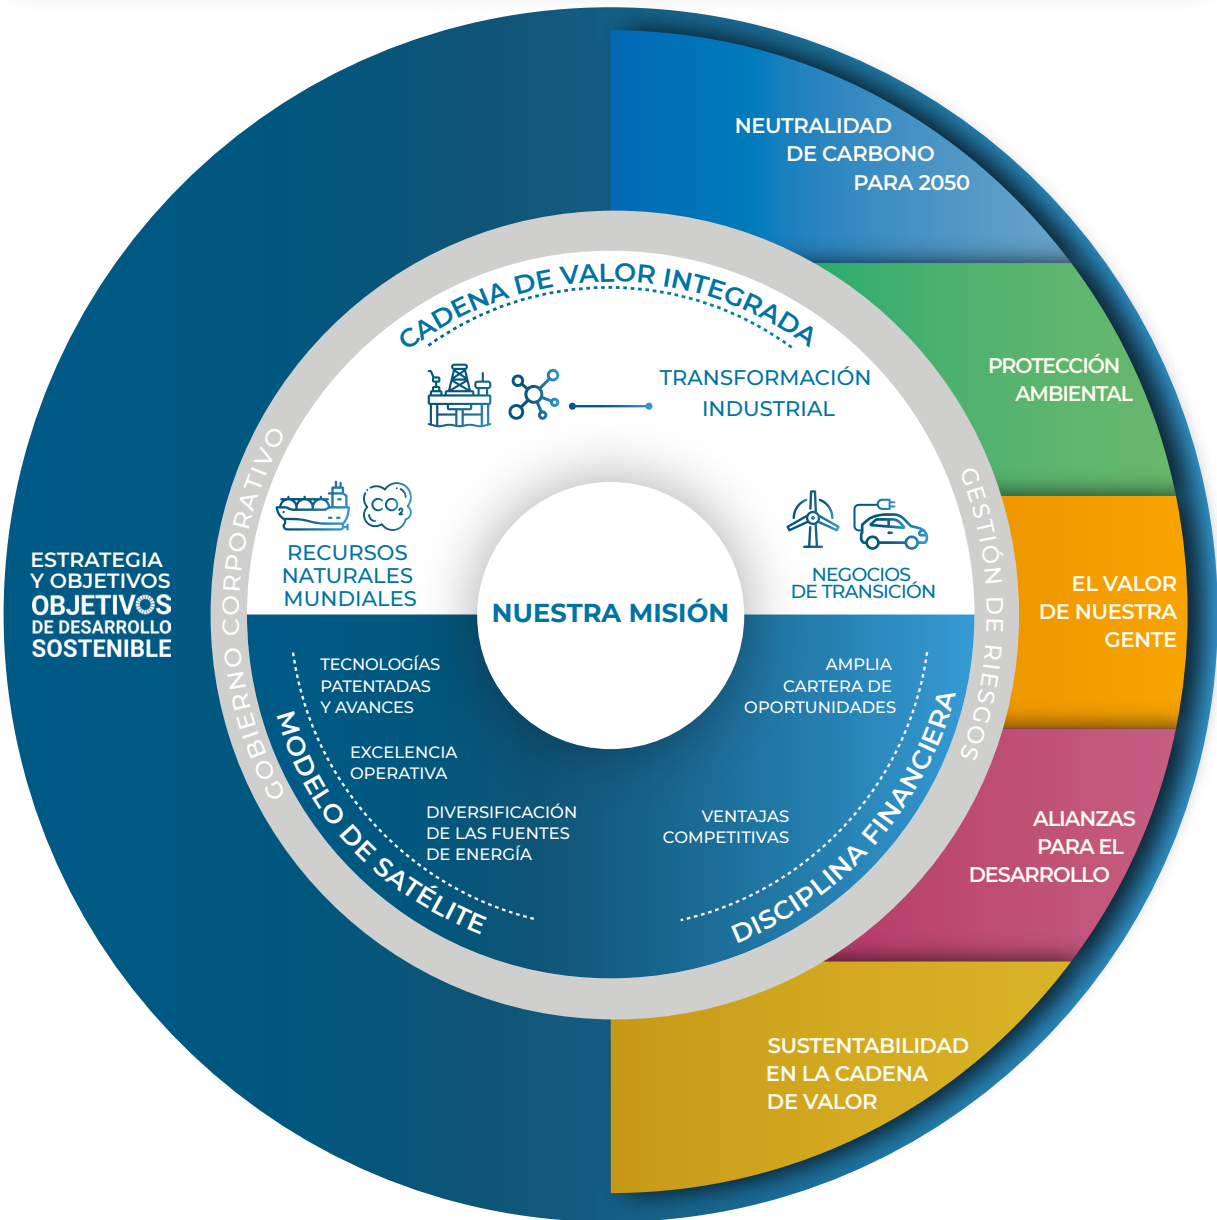 NEUTRALIDAD
DE CARBONO
PARA 2050
CADENA DE VALOR INTEGRADA
TRANSFORMACIÓN
INDUSTRIAL
PROTECCIÓN
AMBIENTAL
GOBIERNO CORPORATIVO
GESTIÓN DE RIESGOS
CO2
RECURSOS
NATURALES
MUNDIALES
NEGOCIOS
DE TRANSICIÓN
ESTRATEGIA
Y OBJETIVOS
OBJETIVOS
DE DESARROLLO
SOSTENIBLE
NUESTRA MISIÓN
EL VALOR
DE NUESTRA
GENTE
TECNOLOGÍAS
PATENTADAS
Y AVANCES
EXCELENCIA
OPERATIVA
DIVERSIFICACIÓN
DE LAS FUENTES
DE ENERGÍA
MODELO DE SATÉLITE
AMPLIA
CARTERA DE
OPORTUNIDADES
VENTAJAS
COMPETITIVAS
DISCIPLINA FINANCIERA
ALIANZAS
PARA EL
DESARROLLO
SUSTENTABILIDAD
EN LA CADENA
DE VALOR